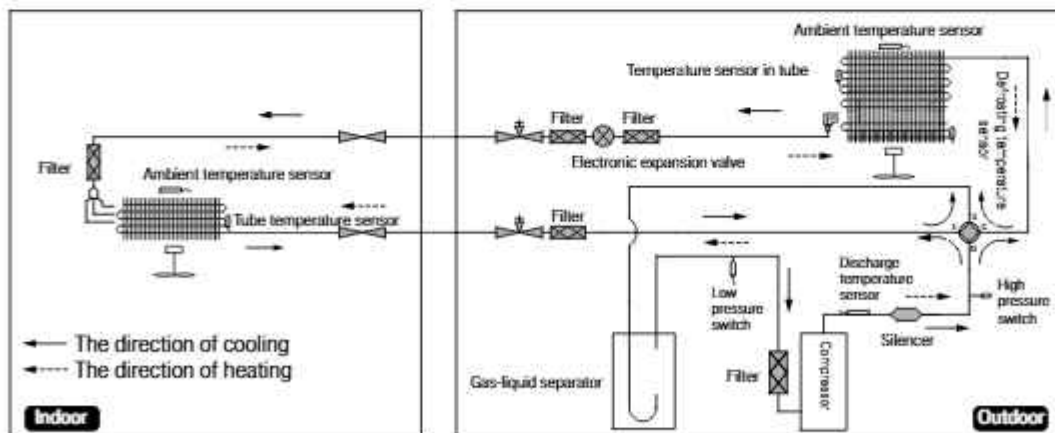 Ambient temperature sensor
Temperature sensor in tube
Defrosting temperature
sensor
Filter
Filter
Electronic expansion valve
Filter
Ambient temperature sensor
Tube temperature sensor
Filter
Low
pressure
switch
Discharge
temperature
sensor
High
pressure
switch
Silencer
The direction of cooling
The direction of heating
Gas-liquid separator
Filter
Compressor
Indoor
Outdoor